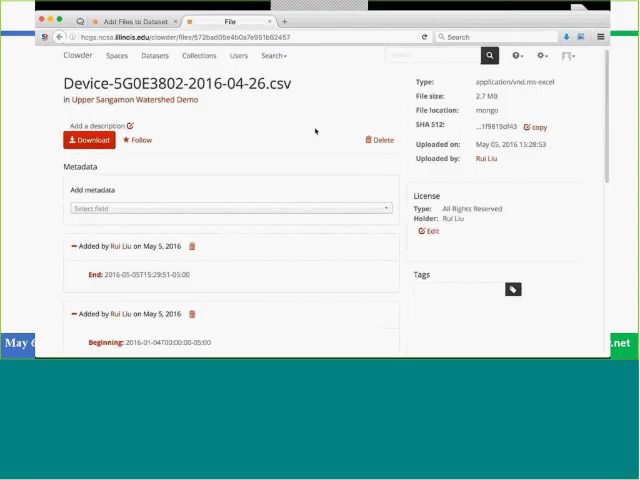 Add Files to Dataset × File × +
hcgs.ncsa.illinois.edu/clowder/files/572bad05e4b0a7e951b62457 Search
Clowder Spaces Datasets Collections Users Search Search
Device-5G0E3802-2016-04-26.csv
in Upper Sangamon Watershed Demo
Add a description
Download Follow Delete
Metadata
Add metadata
Select field
Added by Rui Liu on May 5, 2016
End: 2016-05-05T15:29:51-05:00
Added by Rui Liu on May 5, 2016
Beginning: 2016-01-04T00:00:00-05:00
Type: application/vnd.ms-excel
File size: 2.7 MB
File location: mongo
SHA 512: ...1f9819df43 copy
Uploaded on: May 05, 2016 15:28:53
Uploaded by: Rui Liu
License
Type: All Rights Reserved
Holder: Rui Liu
Edit
Tags
May 6
.net